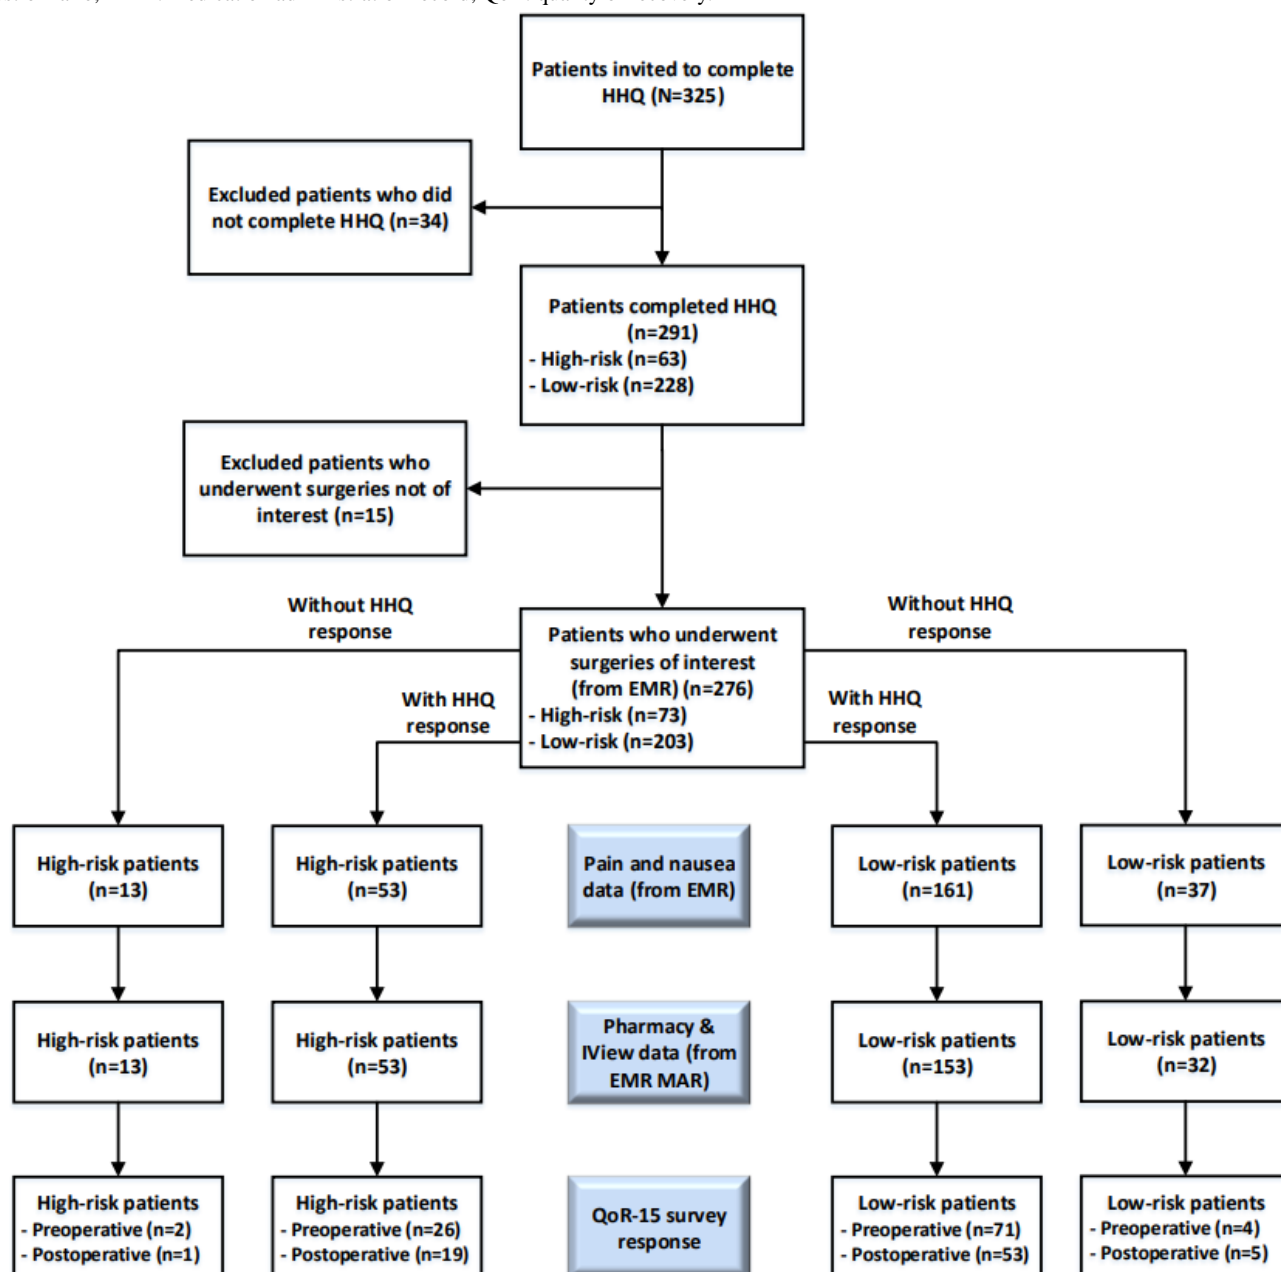 Patients invited to complete
HHQ (N=325)
Excluded patients who did
not complete HHQ (n=34)
Patients completed HHQ
(n=291)
- High-risk (n=63)
- Low-risk (n=228)
Excluded patients who
underwent surgeries not of
interest (n=15)
Without HHQ
response
Patients who underwent
surgeries of interest
(from EMR) (n=276)
- High-risk (n=73)
- Low-risk (n=203)
Without HHQ
response
With HHQ
response
With HHQ
response
High-risk patients
(n=13)
High-risk patients
(n=53)
Pain and nausea
data (from EMR)
Low-risk patients
(n=161)
Low-risk patients
(n=37)
High-risk patients
(n=13)
High-risk patients
(n=53)
Pharmacy &
IView data (from
EMR MAR)
Low-risk patients
(n=153)
Low-risk patients
(n=32)
High-risk patients
- Preoperative (n=2)
- Postoperative (n=1)
High-risk patients
- Preoperative (n=26)
- Postoperative (n=19)
QoR-15 survey
response
Low-risk patients
- Preoperative (n=71)
- Postoperative (n=53)
Low-risk patients
- Preoperative (n=4)
- Postoperative (n=5)